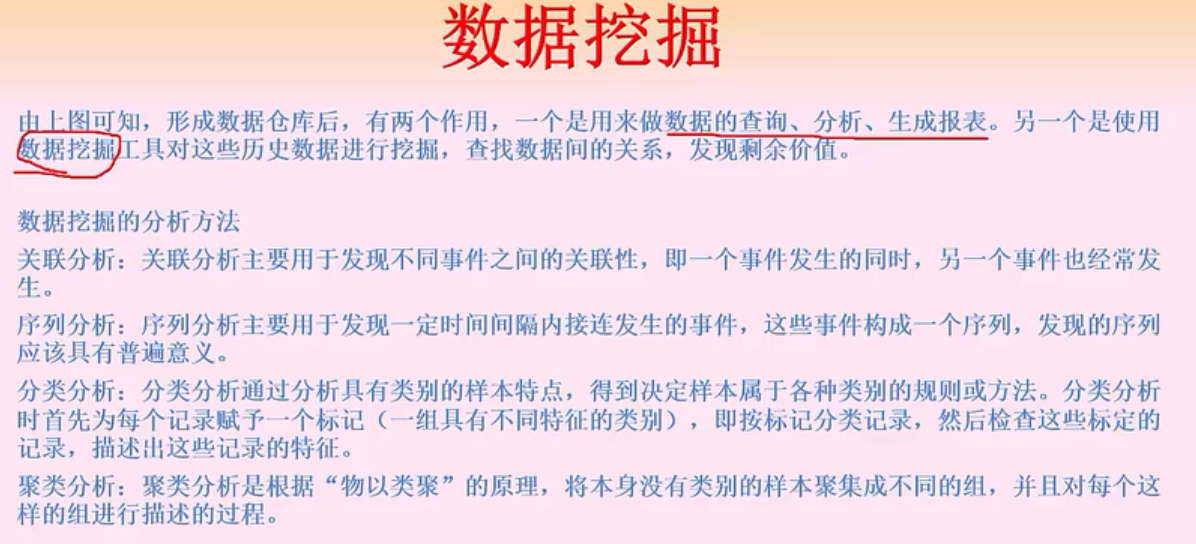 数据挖掘
由上图可知，形成数据仓库后，有两个作用，一个是用来做数据的查询、分析、生成报表。另一个是使用
数据挖掘工具对这些历史数据进行挖掘，查找数据间的关系，发现剩余价值。
数据挖掘的分析方法
关联分析：关联分析主要用于发现不同事件之间的关联性，即一个事件发生的同时，另一个事件也经常发
生。
序列分析：序列分析主要用于发现一定时间间隔内接连发生的事件，这些事件构成一个序列，发现的序列
应该具有普遍意义。
分类分析：分类分析通过分析具有类别的样本特点，得到决定样本属于各种类别的规则或方法。分类分析
时首先为每个记录赋予一个标记（一组具有不同特征的类别），即按标记分类记录，然后检查这些标定的
记录，描述出这些记录的特征。
聚类分析：聚类分析是根据“物以类聚”的原理，将本身没有类别的样本聚集成不同的组，并且对每个这
样的组进行描述的过程。